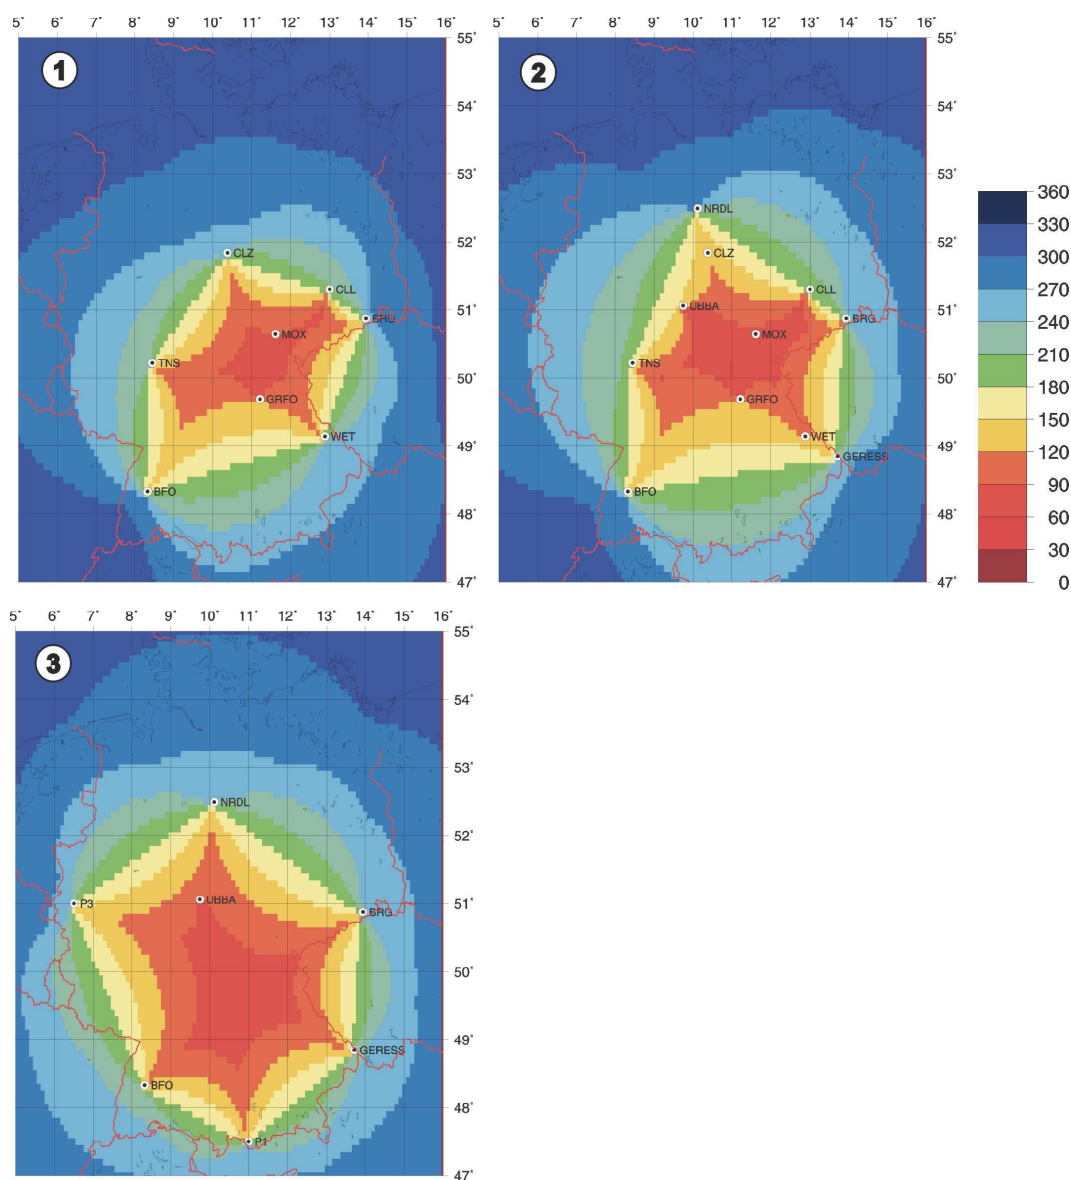 5° 6° 7° 8° 9° 10° 11° 12° 13° 14° 15° 16°
5° 6° 7° 8° 9° 10° 11° 12° 13° 14° 15° 16°
1
55°
54°
53°
52°
51°
50°
49°
48°
47°
CLZ
CLL
BRG
MOX
TNS
GRFO
WET
BFO
2
55°
54°
53°
52°
51°
50°
49°
48°
47°
NRDL
CLZ
CLL
UBBA
BRG
MOX
TNS
GRFO
WET
GERESS
BFO
360
330
300
270
240
210
180
150
120
90
60
30
0
5° 6° 7° 8° 9° 10° 11° 12° 13° 14° 15° 16°
3
55°
54°
53°
52°
51°
50°
49°
48°
47°
NRDL
UBBA
P3
BRG
GERESS
BFO
P1